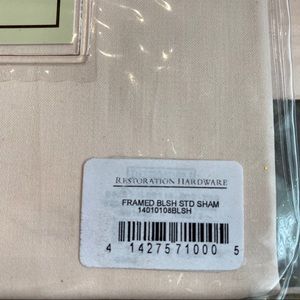 RESTORATION HARDWARE
FRAMED BLSH STD SHAM
14010108BLSH
4 1427571000 5